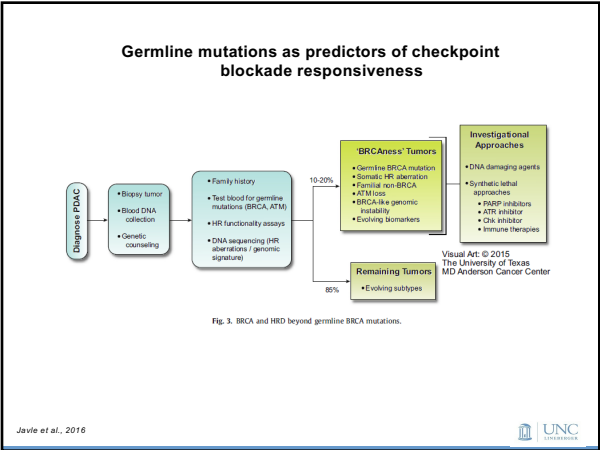 Germline mutations as predictors of checkpoint
blockade responsiveness
Diagnose PDAC
• Biopsy tumor
• Blood DNA
collection
• Genetic
counseling
• Family history
• Test blood for germline
mutations (BRCA, ATM)
• HR functionality assays
• DNA sequencing (HR
aberrations / genomic
signature)
10-20%
85%
'BRCAness' Tumors
• Germline BRCA mutation
• Somatic HR aberration
• Familial non-BRCA
• ATM loss
• BRCA-like genomic
instability
• Evolving biomarkers
Remaining Tumors
• Evolving subtypes
Investigational
Approaches
• DNA damaging agents
• Synthetic lethal
approaches
• PARP inhibitors
• ATR inhibitor
• Chk inhibitor
• Immune therapies
Visual Art: © 2015
The University of Texas
MD Anderson Cancer Center
Fig. 3. BRCA and HRD beyond germline BRCA mutations.
Javle et al., 2016
UNC
LINEBERGER